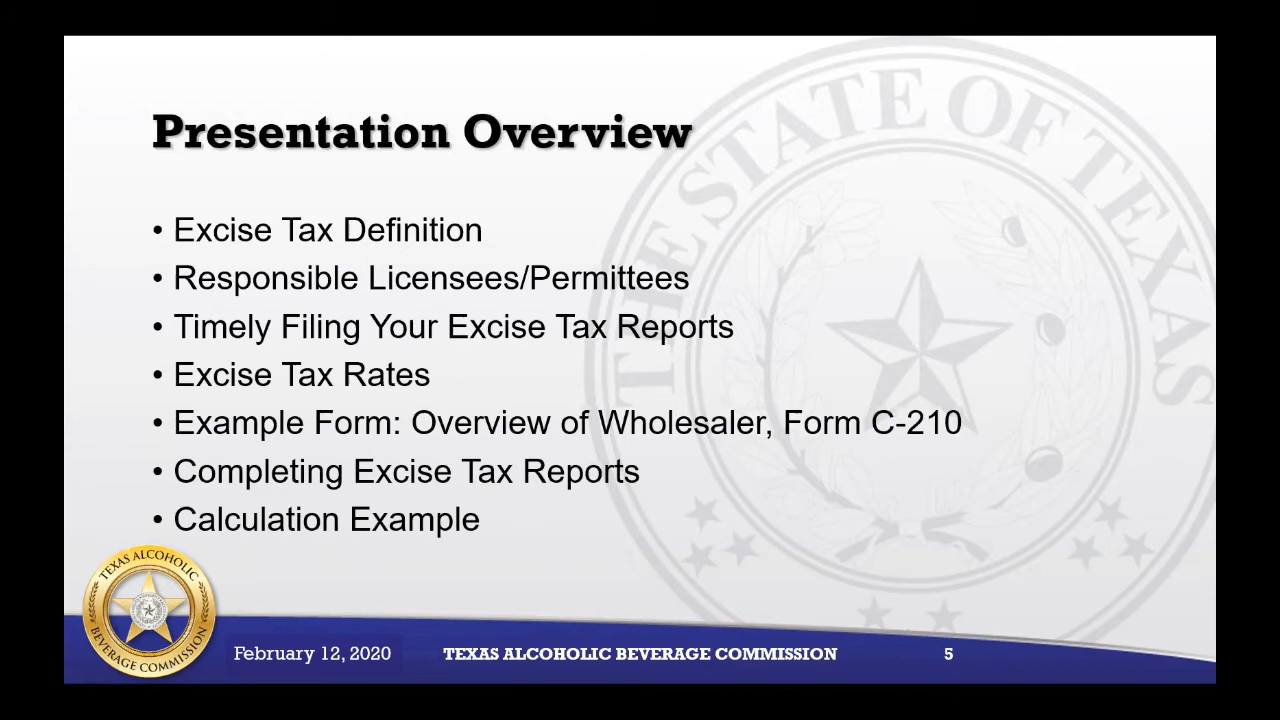 THE STATE OF TEXAS
Presentation Overview
• Excise Tax Definition
• Responsible Licensees/Permittees
• Timely Filing Your Excise Tax Reports
• Excise Tax Rates
• Example Form: Overview of Wholesaler, Form C-210
• Completing Excise Tax Reports
• Calculation Example
TEXAS ALCOHOLIC
BEVERAGE COMMISSION
February 12, 2020
TEXAS ALCOHOLIC BEVERAGE COMMISSION
5